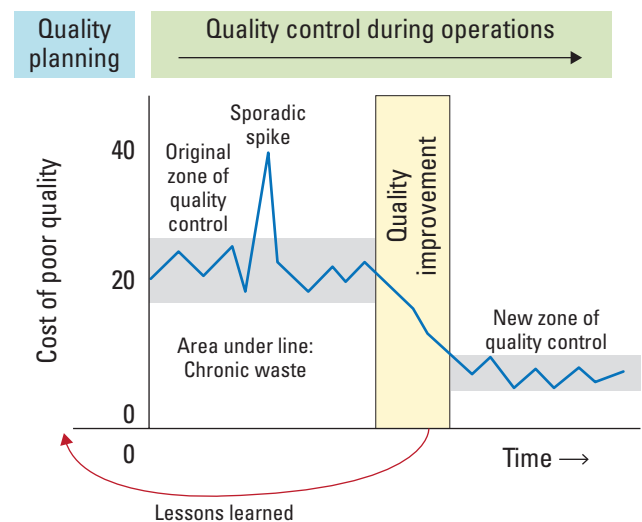 Quality
planning
Quality control during operations
Sporadic
spike
Original
zone of
quality
control
Quality
improvement
40
20
0
0
Cost of poor quality
Area under line:
Chronic waste
New zone of
quality control
Time →
Lessons learned